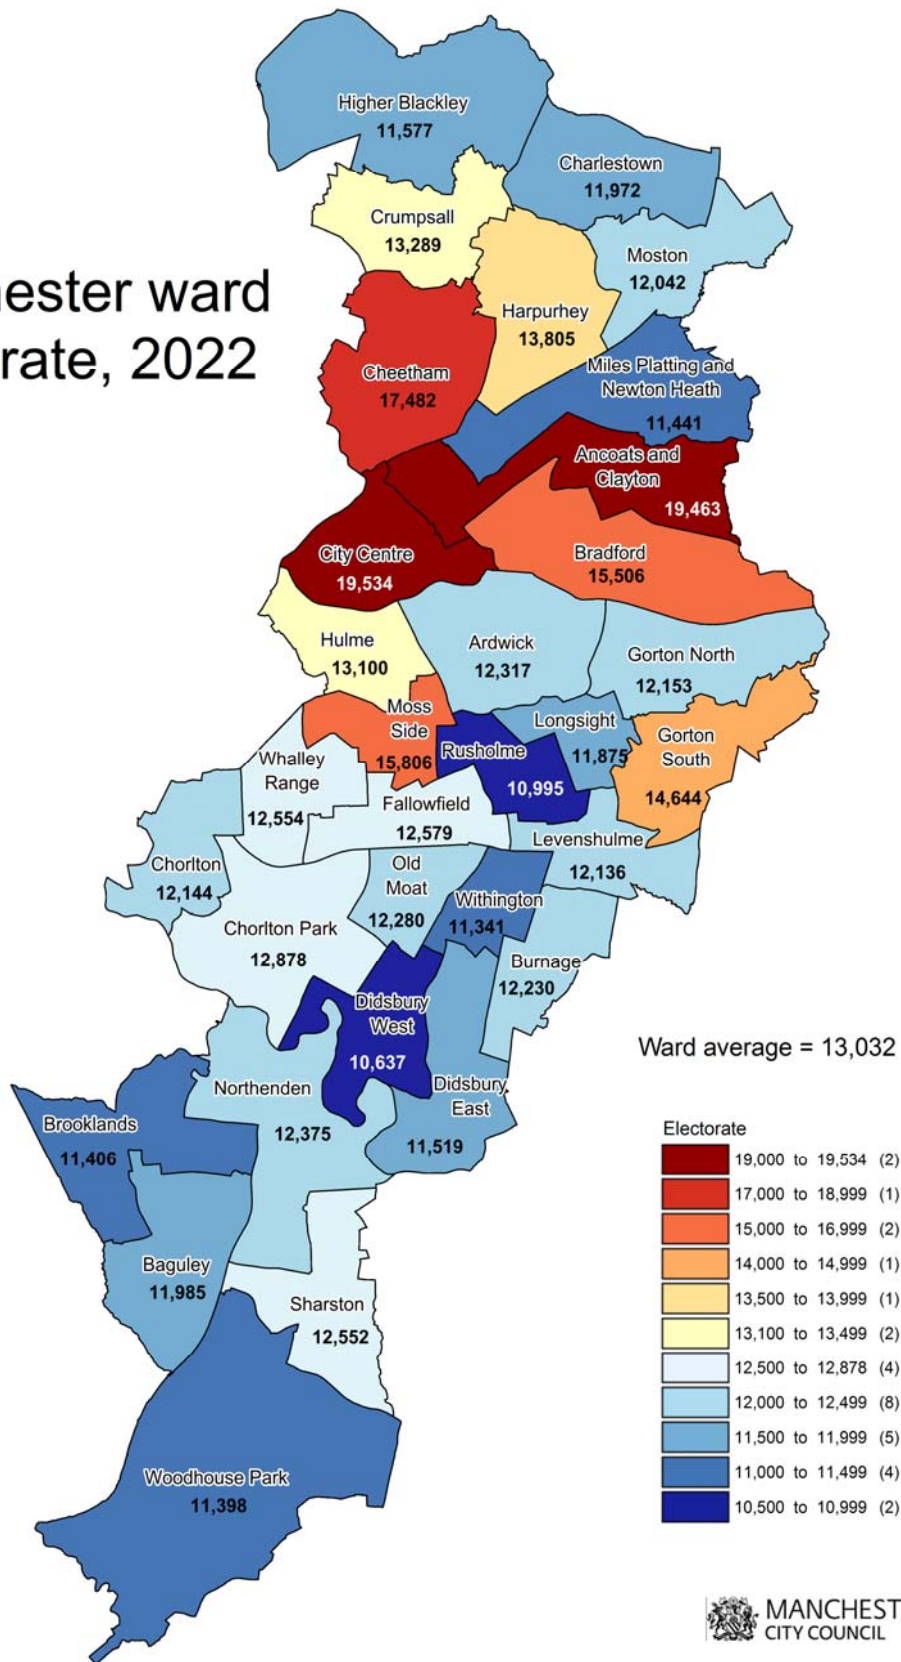 Higher Blackley
11,577
Charlestown
11,972
Crumpsall
13,289
Moston
12,042
hester ward
rate, 2022
Harpurhey
13,805
Cheetham
17,482
Miles Platting and
Newton Heath
11,441
Ancoats and
Clayton
19,463
City Centre
19,534
Bradford
15,506
Hulme
13,100
Ardwick
12,317
Gorton North
12,153
Moss
Side
15,806
Rusholme
10,995
Longsight
11,875
Gorton
South
14,644
Whalley
Range
12,554
Fallowfield
12,579
Levenshulme
12,136
Chorlton
12,144
Old
Moat
12,280
Withington
11,341
Chorlton Park
12,878
Burnage
12,230
Didsbury
West
10,637
Ward average = 13,032
Northenden
12,375
Didsbury
East
11,519
Brooklands
11,406
Baguley
11,985
Sharston
12,552
Woodhouse Park
11,398
Electorate
19,000 to 19,534 (2)
17,000 to 18,999 (1)
15,000 to 16,999 (2)
14,000 to 14,999 (1)
13,500 to 13,999 (1)
13,100 to 13,499 (2)
12,500 to 12,878 (4)
12,000 to 12,499 (8)
11,500 to 11,999 (5)
11,000 to 11,499 (4)
10,500 to 10,999 (2)
MANCHEST
CITY COUNCIL